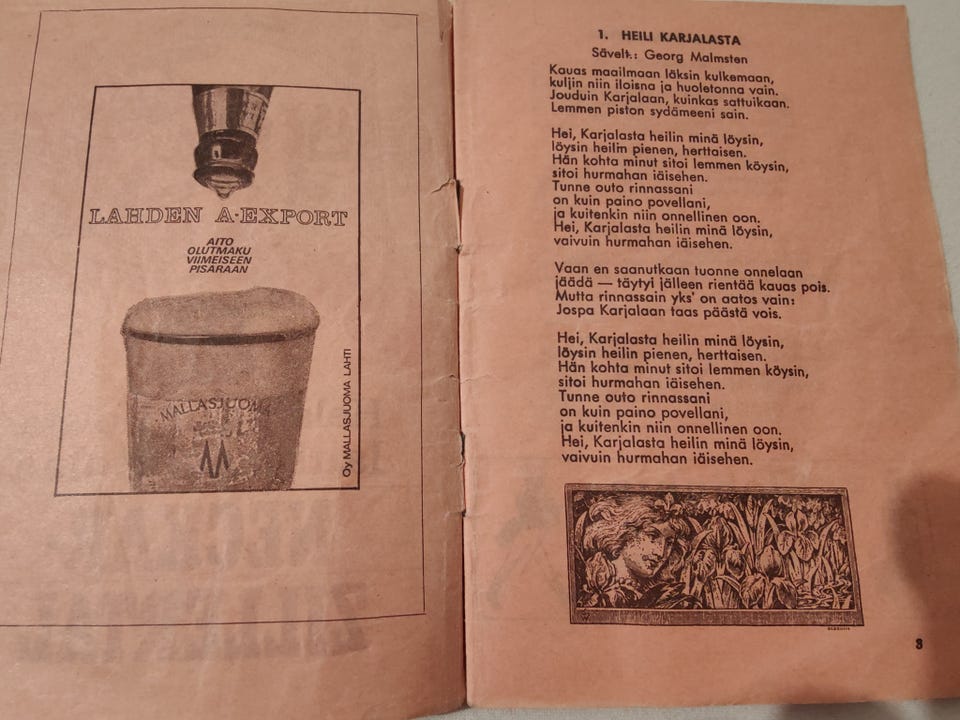 LAHDEN A-EXPORT
AITO
OLUTMAKU
VIIMEISEEN
PISARAAN
MALLASJUOMA
Oy MALLASJUOMA LAHTI
1. HEILI KARJALASTA
Sävelt.: Georg Malmsten
Kauas maailmaan läksin kulkemaan,
kuljin niin iloisna ja huoletonna vain.
Jouduin Karjalaan, kuinkas sattuikaan.
Lemmen piston sydämeeni sain.
Hei, Karjalasta heilin minä löysin,
löysin heilin pienen, herttaisen.
Hän kohta minut sitoi lemmen köysin,
sitoi hurmahan iäisehen.
Tunne outo rinnassani
on kuin paino povellani,
ja kuitenkin niin onnellinen oon.
Hei, Karjalasta heilin minä löysin,
vaivuin hurmahan iäisehen.
Vaan en saanutkaan tuonne onnelaan
jäädä — täytyi jälleen rientää kauas pois.
Mutta rinnassain yks' on aatos vain:
Jospa Karjalaan taas päästä vois.
Hei, Karjalasta heilin minä löysin,
löysin heilin pienen, herttaisen.
Hän kohta minut sitoi lemmen köysin,
sitoi hurmahan iäisehen.
Tunne outo rinnassani
on kuin paino povellani,
ja kuitenkin niin onnellinen oon.
Hei, Karjalasta heilin minä löysin,
vaivuin hurmahan iäisehen.
3